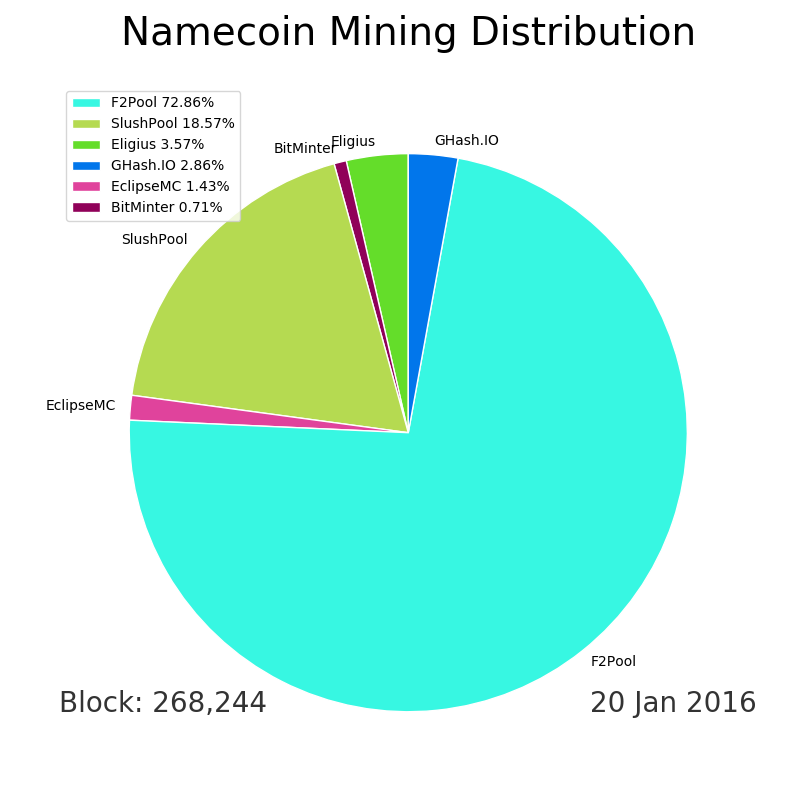 Namecoin Mining Distribution
F2Pool 72.86%
SlushPool 18.57%
Eligius 3.57%
GHash.IO 2.86%
EclipseMC 1.43%
BitMinter 0.71%
GHash.IO
Eligius
BitMinter
SlushPool
EclipseMC
F2Pool
Block: 268,244
20 Jan 2016